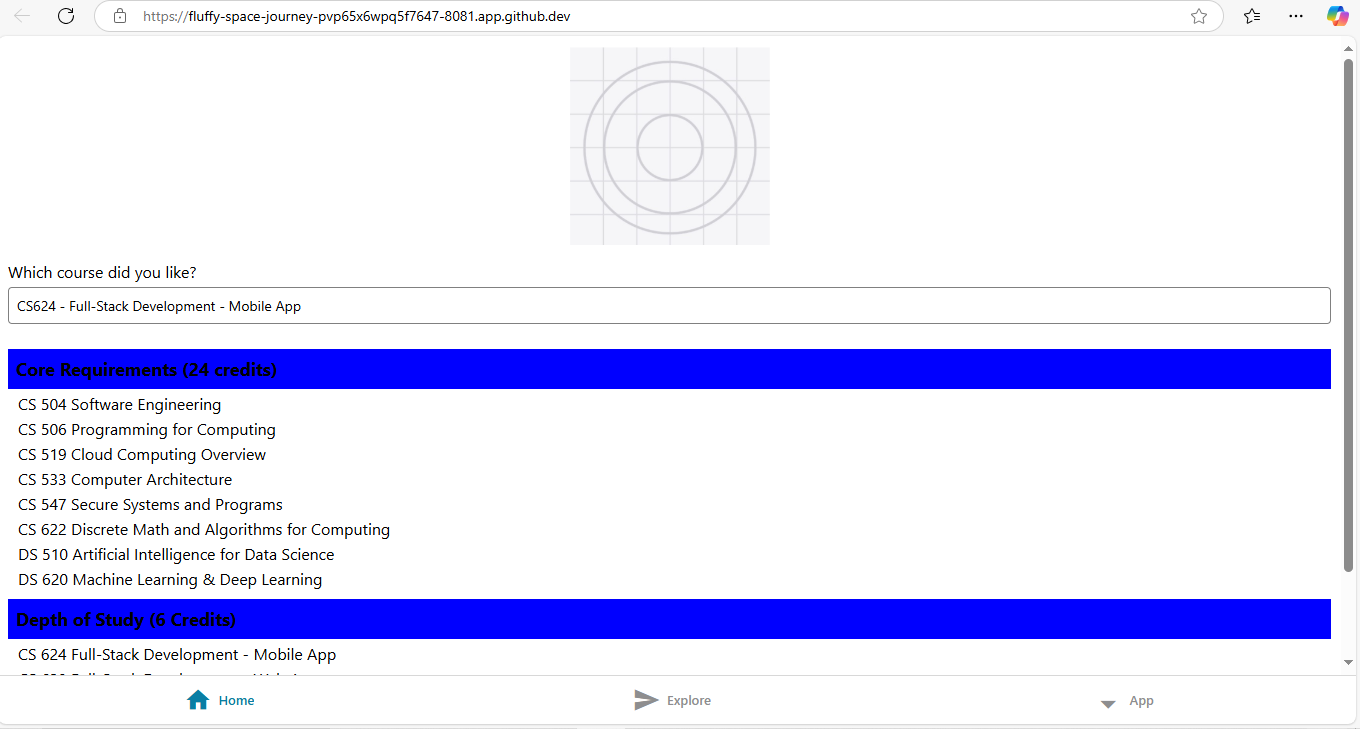 https://fluffy-space-journey-pvp65x6wpq5f7647-8081.app.github.dev
Which course did you like?
CS624 - Full-Stack Development - Mobile App
Core Requirements (24 credits)
CS 504 Software Engineering
CS 506 Programming for Computing
CS 519 Cloud Computing Overview
CS 533 Computer Architecture
CS 547 Secure Systems and Programs
CS 622 Discrete Math and Algorithms for Computing
DS 510 Artificial Intelligence for Data Science
DS 620 Machine Learning & Deep Learning
Depth of Study (6 Credits)
CS 624 Full-Stack Development - Mobile App
Home
Explore
App